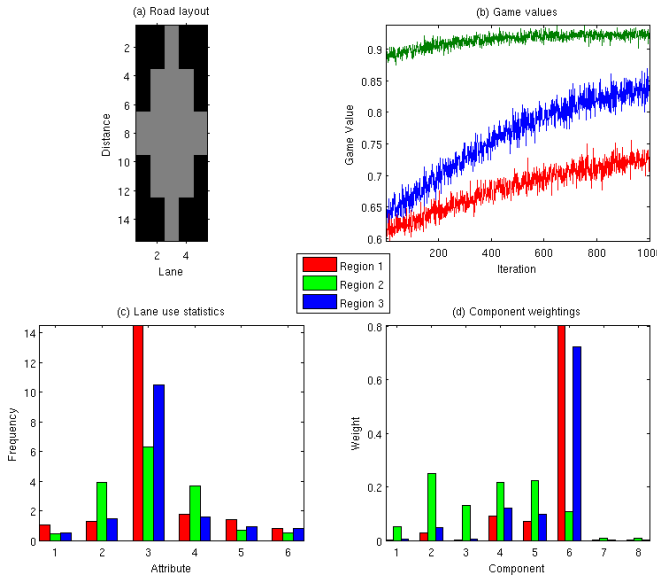 (a) Road layout
2
4
6
8
10
12
14
Distance
2 4
Lane
(b) Game values
0.9
0.85
0.8
0.75
0.7
0.65
0.6
Game Value
200 400 600 800 1000
Iteration
Region 1
Region 2
Region 3
(c) Lane use statistics
14
12
10
8
6
4
2
0
Frequency
1 2 3 4 5 6
Attribute
(d) Component weightings
0.8
0.6
0.4
0.2
0
Weight
1 2 3 4 5 6 7 8
Component